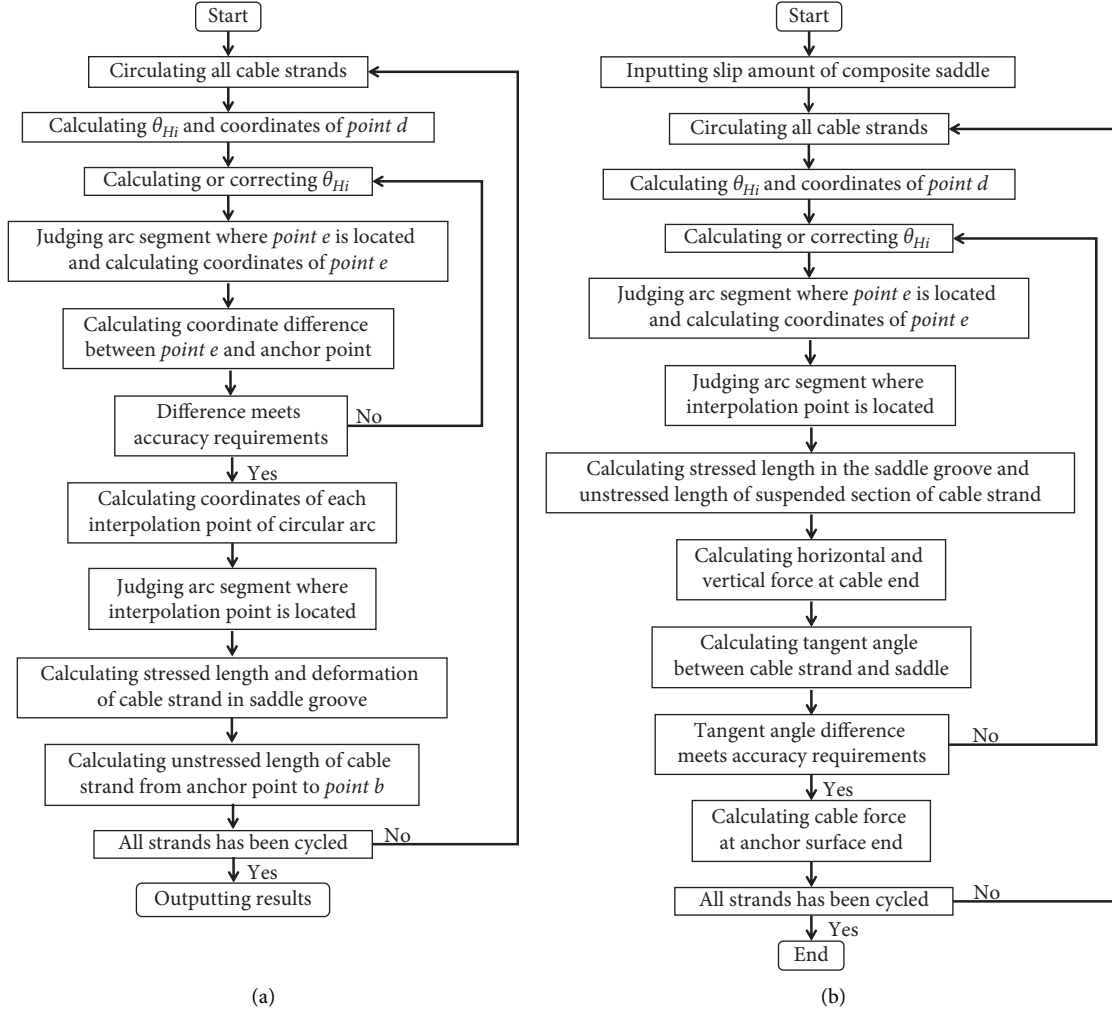 Start
Circulating all cable strands
Calculating θHi and coordinates of point d
Calculating or correcting θHi
Judging arc segment where point e is located
and calculating coordinates of point e
Calculating coordinate difference
between point e and anchor point
Difference meets
accuracy requirements
No
Yes
Calculating coordinates of each
interpolation point of circular arc
Judging arc segment where
interpolation point is located
Calculating stressed length and deformation
of cable strand in saddle groove
Calculating unstressed length of cable
strand from anchor point to point b
All strands has been cycled
No
Yes
Outputting results
(a)
Start
Inputting slip amount of composite saddle
Circulating all cable strands
Calculating θHi and coordinates of point d
Calculating or correcting θHi
Judging arc segment where point e is located
and calculating coordinates of point e
Judging arc segment where
interpolation point is located
Calculating stressed length in the saddle groove and
unstressed length of suspended section of cable strand
Calculating horizontal and
vertical force at cable end
Calculating tangent angle
between cable strand and saddle
Tangent angle difference
meets accuracy requirements
No
Yes
Calculating cable force
at anchor surface end
All strands has been cycled
No
Yes
End
(b)